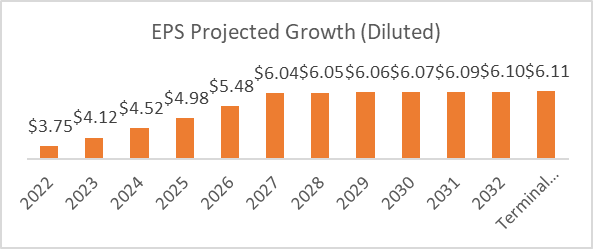 EPS Projected Growth (Diluted)
$3.75 $4.12 $4.52 $4.98 $5.48 $6.04 $6.05 $6.06 $6.07 $6.09 $6.10 $6.11
2022 2023 2024 2025 2026 2027 2028 2029 2030 2031 2032 Terminal...